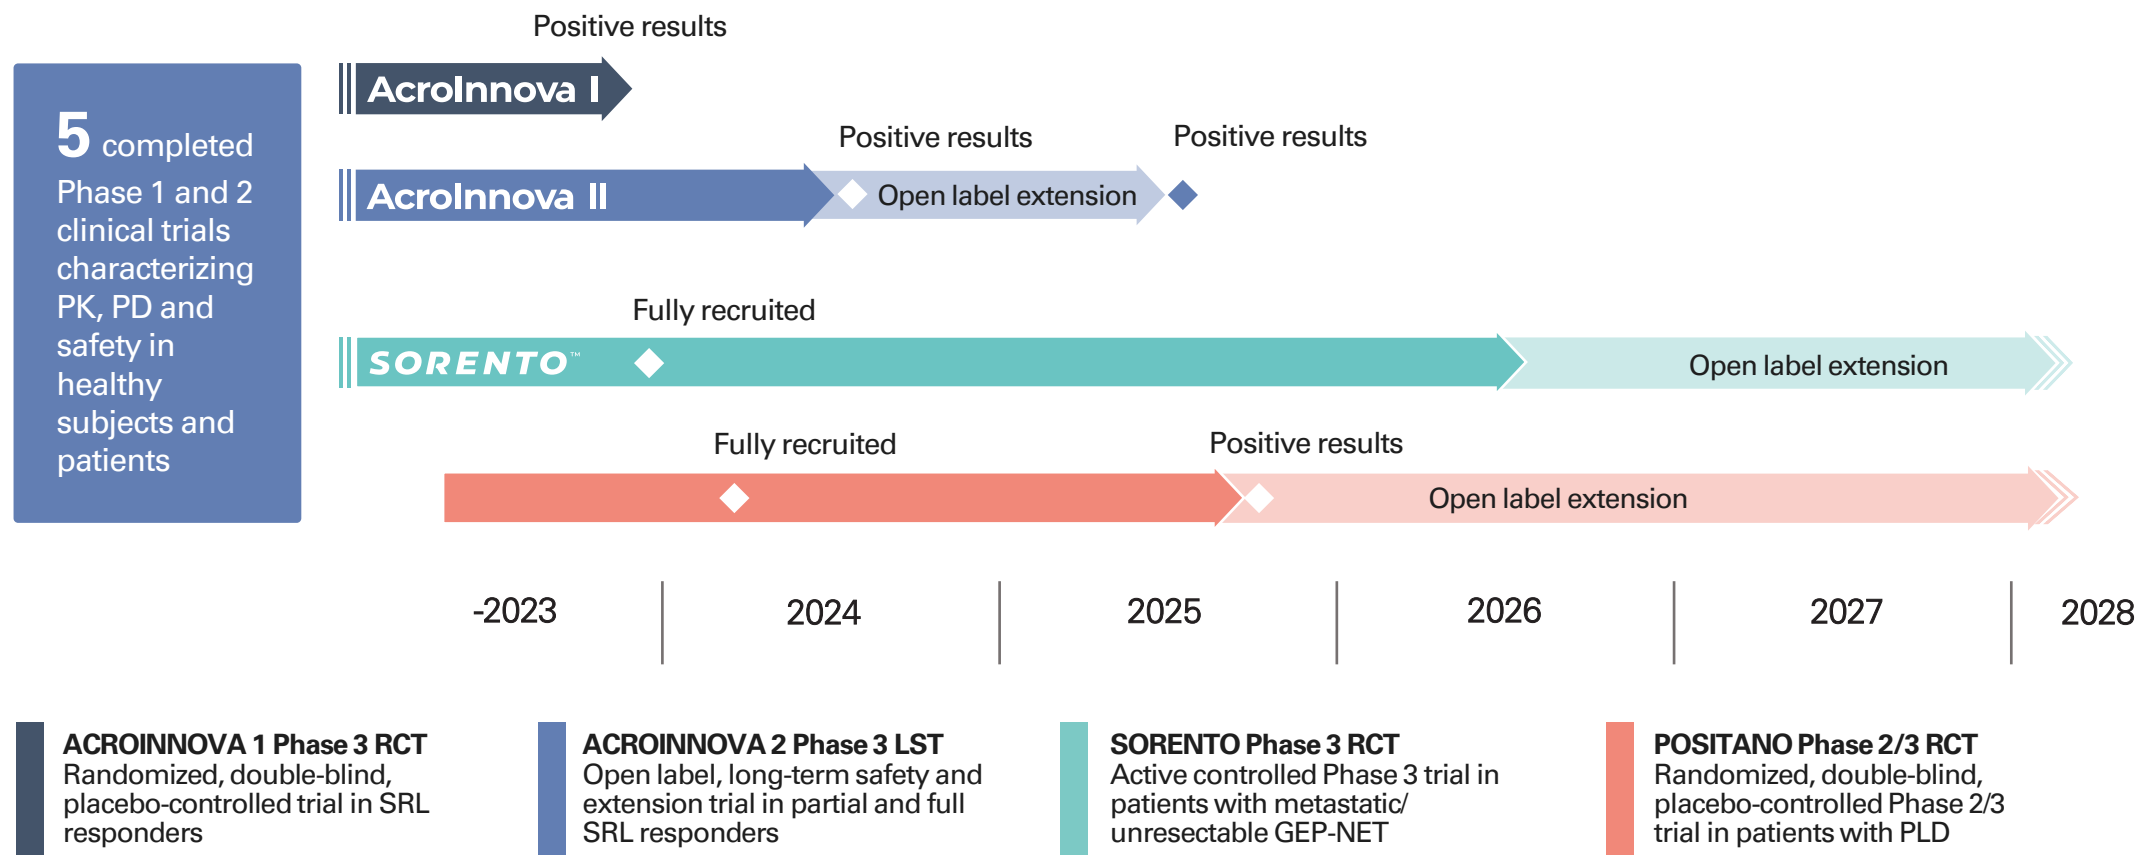 Positive results
AcroInnova I
5 completed
Phase 1 and 2
clinical trials
characterizing
PK, PD and
safety in
healthy
subjects and
patients
Positive results
Positive results
AcroInnova II
Open label extension
Fully recruited
SORENTO™
Open label extension
Fully recruited
Positive results
Open label extension
-2023
2024
2025
2026
2027
2028
ACROINNOVA 1 Phase 3 RCT
Randomized, double-blind,
placebo-controlled trial in SRL
responders
ACROINNOVA 2 Phase 3 LST
Open label, long-term safety and
extension trial in partial and full
SRL responders
SORENTO Phase 3 RCT
Active controlled Phase 3 trial in
patients with metastatic/
unresectable GEP-NET
POSITANO Phase 2/3 RCT
Randomized, double-blind,
placebo-controlled Phase 2/3
trial in patients with PLD